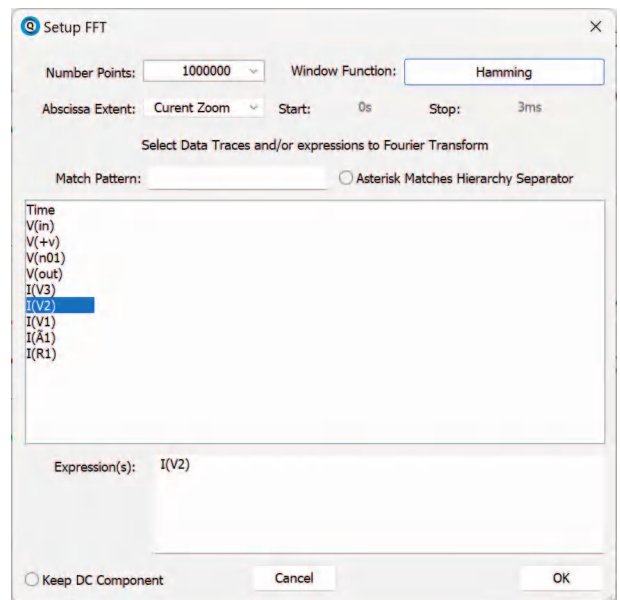 Setup FFT
Number Points: 1000000 Window Function: Hamming
Abscissa Extent: Curent Zoom Start: 0s Stop: 3ms
Select Data Traces and/or expressions to Fourier Transform
Match Pattern: Asterisk Matches Hierarchy Separator
Time
V(in)
V(+v)
V(n01)
V(out)
I(V3)
I(V2)
I(V1)
I(Ã1)
I(R1)
Expression(s): I(V2)
Keep DC Component Cancel OK